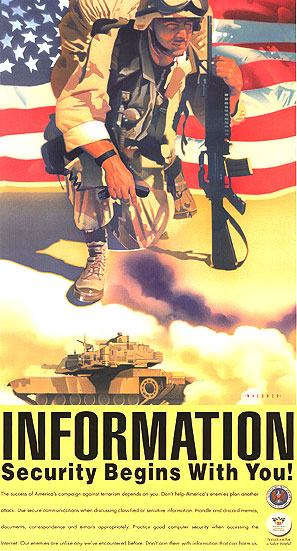 INFORMATION
Security Begins With You!
The success of America's campaign against terrorism depends on you. Don't help America's enemies plan another
attack. Use secure communications when discussing classified or sensitive information. Handle and discard memos,
documents, correspondence and e-mails appropriately. Practice good computer security when accessing the
Internet. Our enemies are unlike any we've encountered before. Don't arm them with information that can harm us.